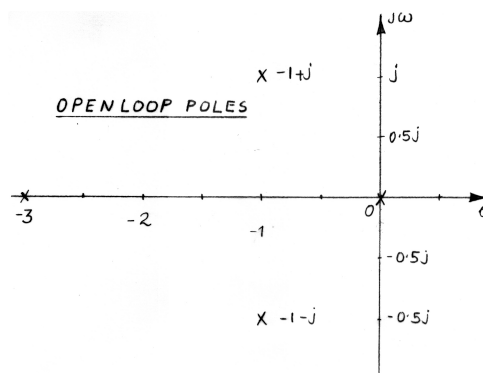 jω
x -1+j
j
OPENLOOP POLES
0.5j
-3
-2
-1
0
-0.5j
x -1-j
-0.5j